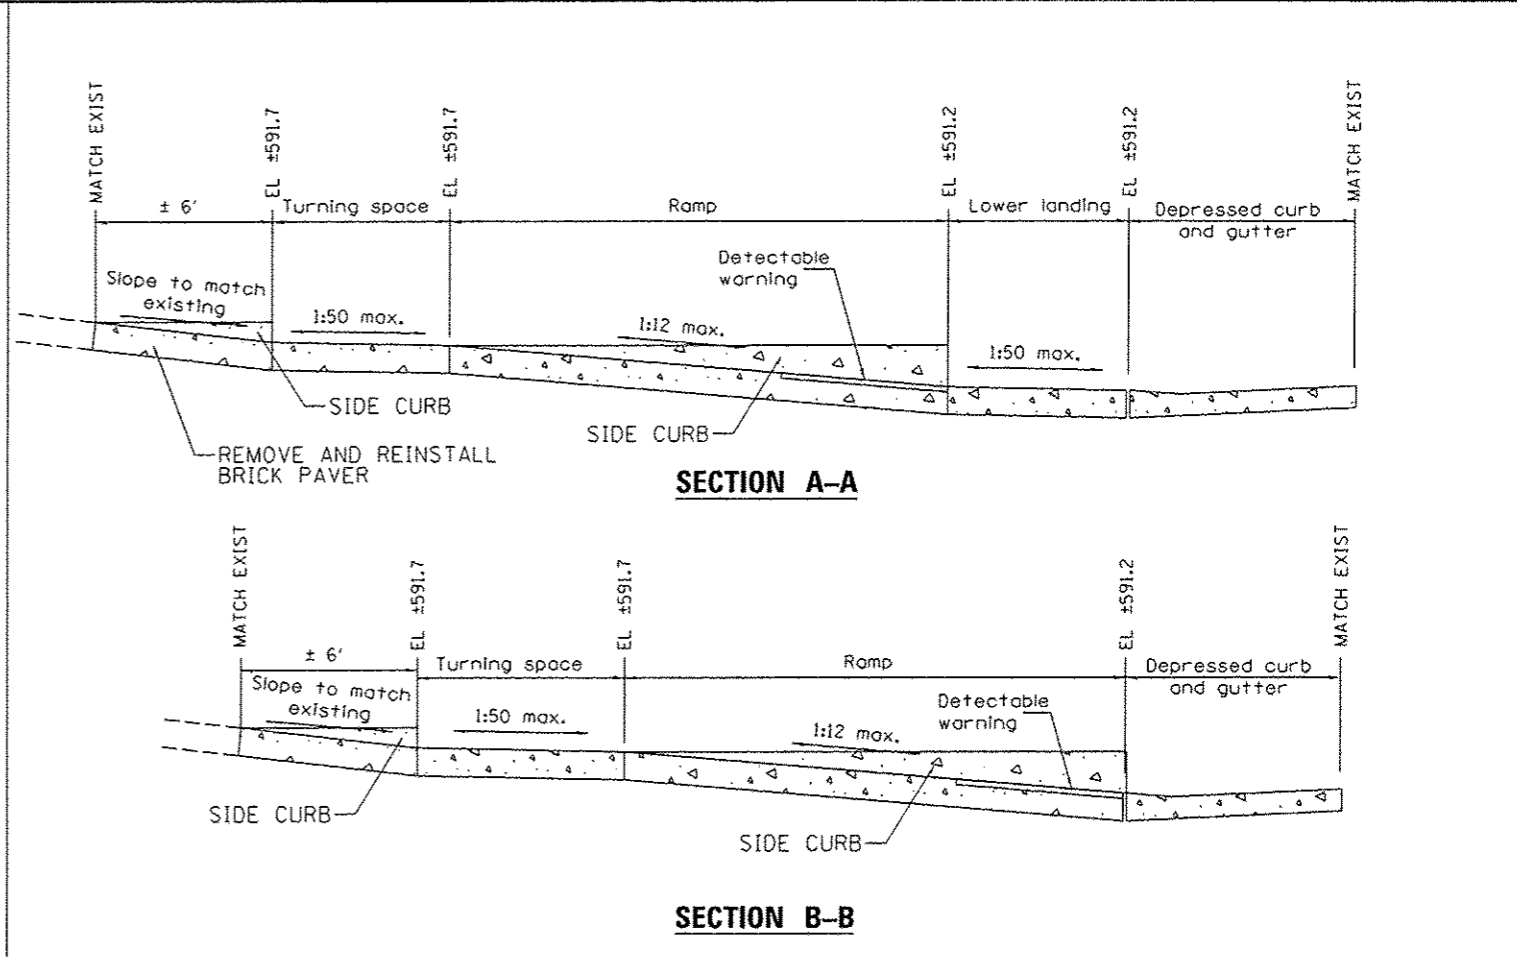 MATCH EXIST
EL ±591.7
EL ±591.7
EL ±591.2
EL ±591.2
MATCH EXIST
± 6'
Turning space
Ramp
Lower landing
Depressed curb
and gutter
Slope to match
existing
1:50 max.
1:12 max.
Detectable
warning
1:50 max.
SIDE CURB
SIDE CURB
REMOVE AND REINSTALL
BRICK PAVER
SECTION A-A
MATCH EXIST
EL ±591.7
EL ±591.7
EL ±591.2
MATCH EXIST
± 6'
Turning space
Ramp
Depressed curb
and gutter
Slope to match
existing
1:50 max.
1:12 max.
Detectable
warning
SIDE CURB
SIDE CURB
SECTION B-B